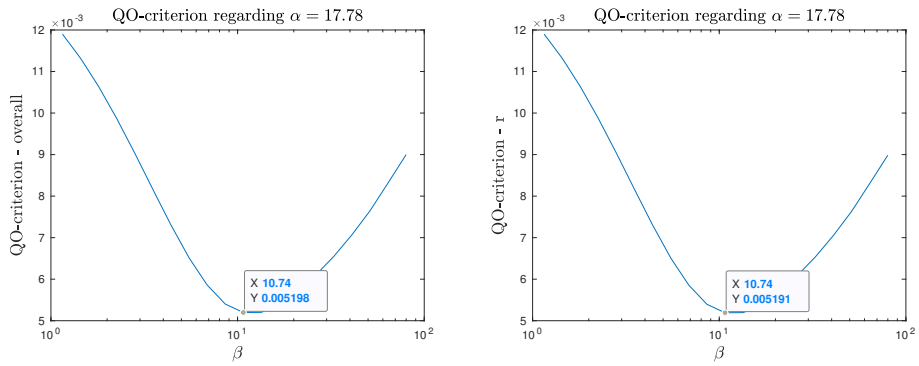 QO-criterion regarding α = 17.78
×10⁻³
12
11
10
9
8
7
6
5
QO-criterion - overall
X 10.74
Y 0.005198
10⁰
10¹
10²
β
QO-criterion regarding α = 17.78
×10⁻³
12
11
10
9
8
7
6
5
QO-criterion - r
X 10.74
Y 0.005191
10⁰
10¹
10²
β